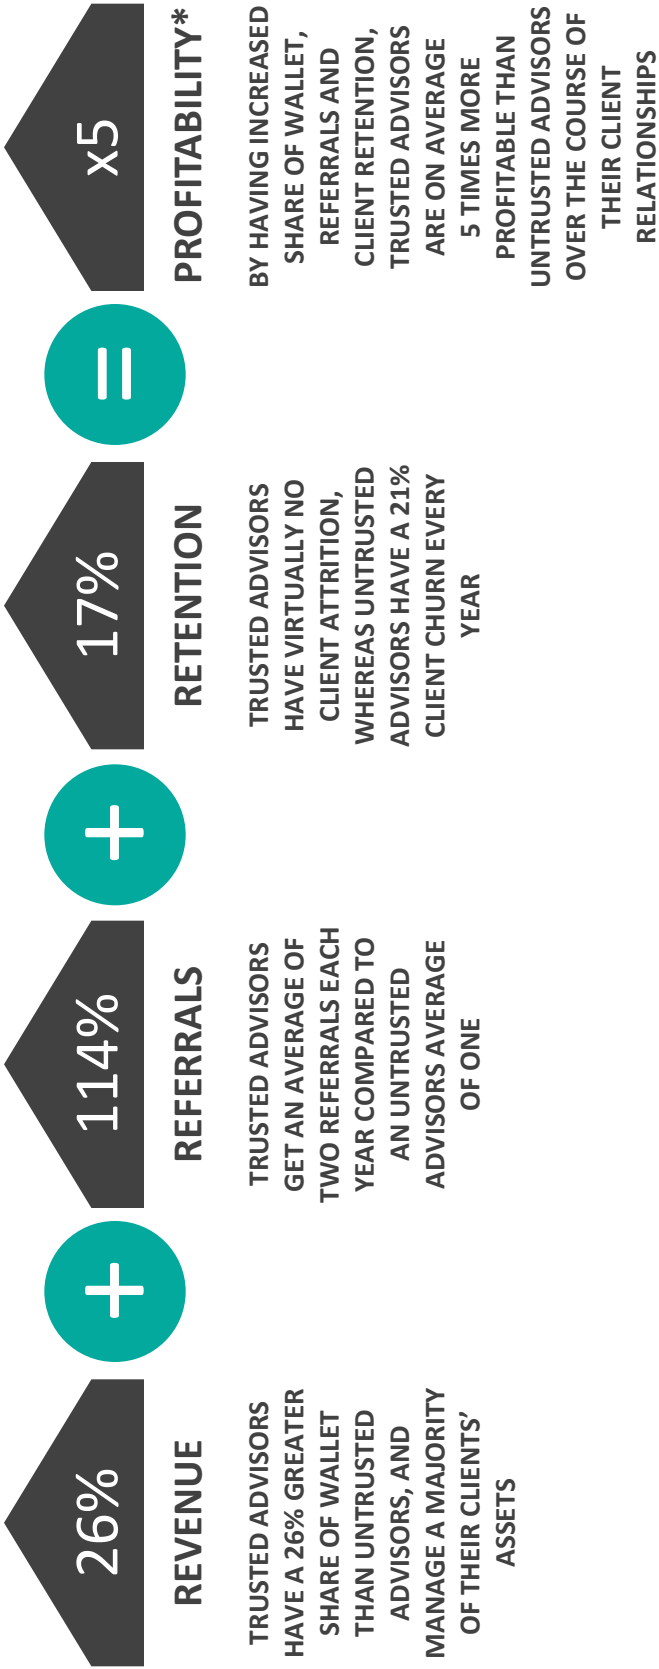 26%
REVENUE
TRUSTED ADVISORS
HAVE A 26% GREATER
SHARE OF WALLET
THAN UNTRUSTED
ADVISORS, AND
MANAGE A MAJORITY
OF THEIR CLIENTS’
ASSETS
+
114%
REFERRALS
TRUSTED ADVISORS
GET AN AVERAGE OF
TWO REFERRALS EACH
YEAR COMPARED TO
AN UNTRUSTED
ADVISORS AVERAGE
OF ONE
+
17%
RETENTION
TRUSTED ADVISORS
HAVE VIRTUALLY NO
CLIENT ATTRITION,
WHEREAS UNTRUSTED
ADVISORS HAVE A 21%
CLIENT CHURN EVERY
YEAR
=
x5
PROFITABILITY*
BY HAVING INCREASED
SHARE OF WALLET,
REFERRALS AND
CLIENT RETENTION,
TRUSTED ADVISORS
ARE ON AVERAGE
5 TIMES MORE
PROFITABLE THAN
UNTRUSTED ADVISORS
OVER THE COURSE OF
THEIR CLIENT
RELATIONSHIPS